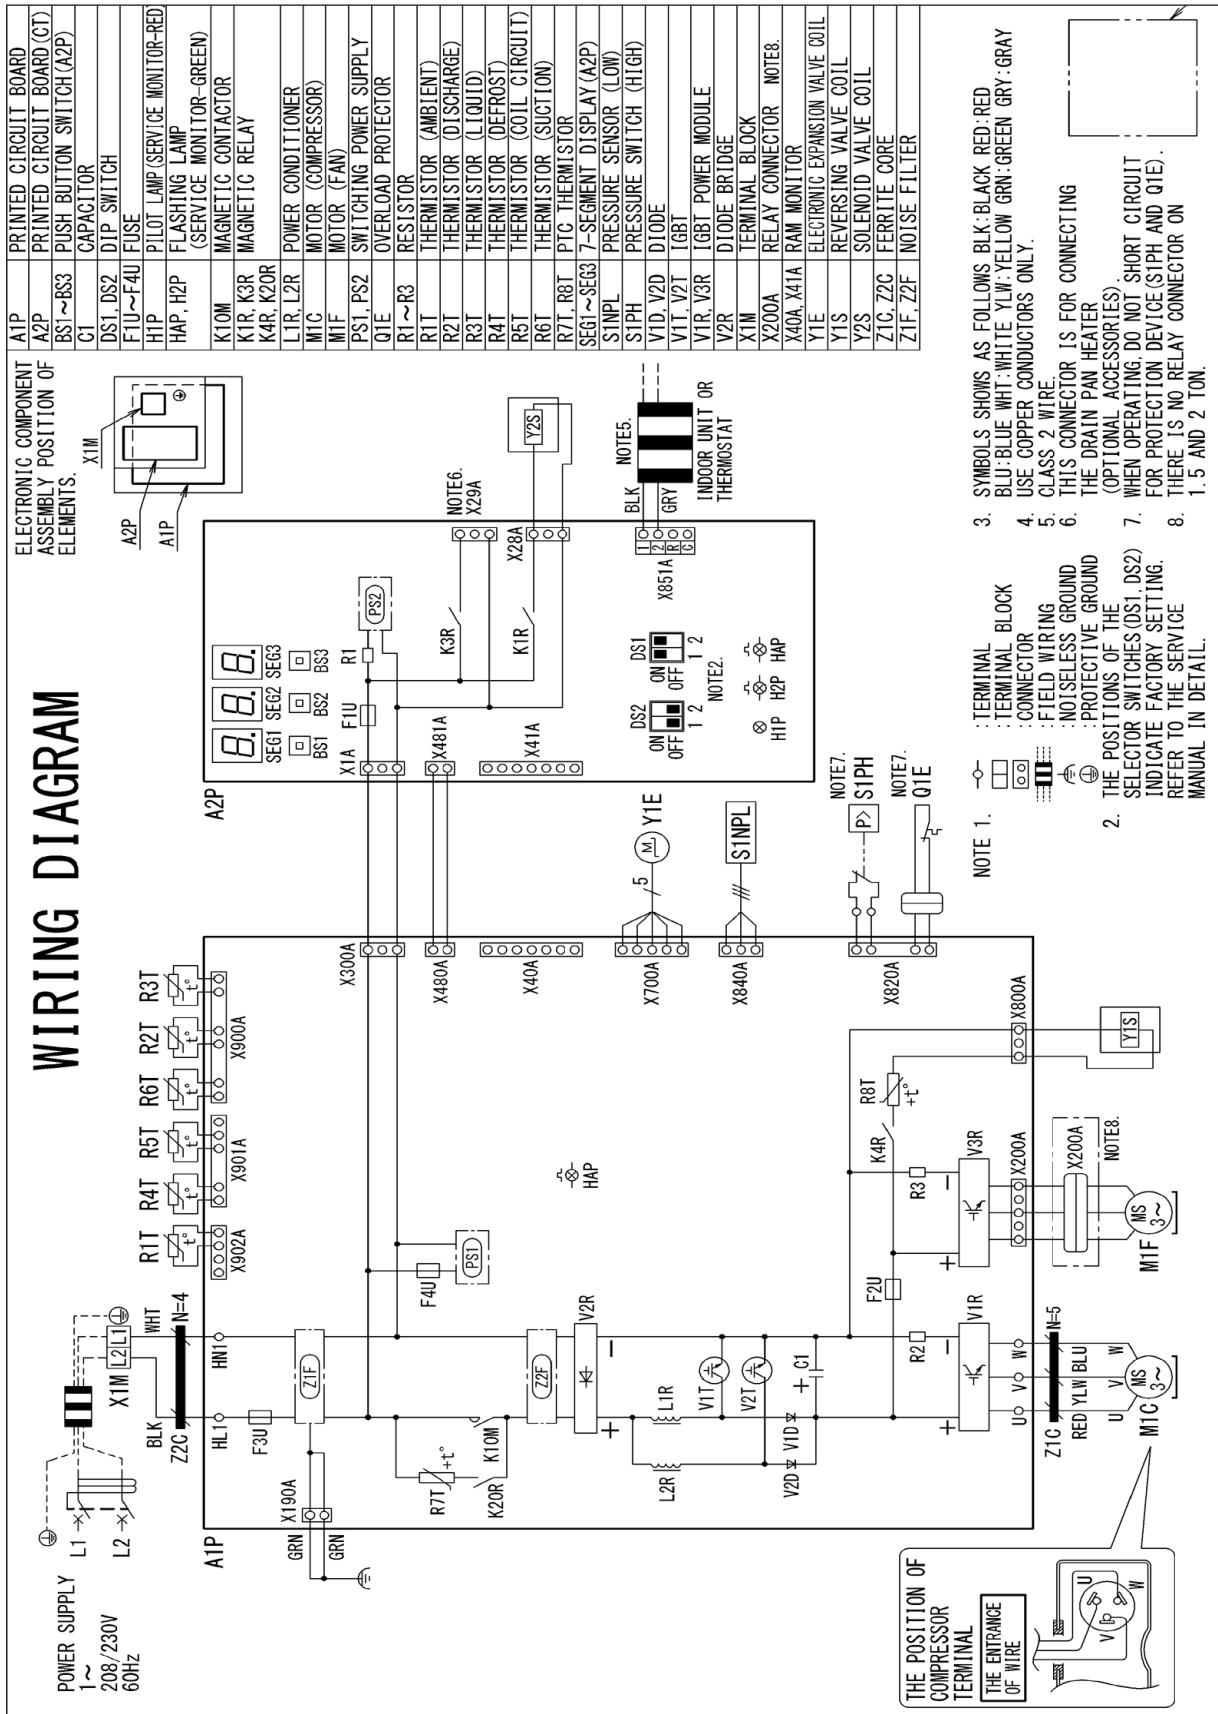 WIRING DIAGRAM
POWER SUPPLY
1~
208/230V
60Hz
L1
L2
X1M
L2 L1
BLK
WHT
Z2C
N=4
HL1
HN1
F3U
Z1F
X190A
GRN
GRN
A1P
R1T
t°
R4T
t°
R5T
t°
R6T
t°
R2T
t°
R3T
t°
X902A
X901A
X900A
F4U
PS1
HAP
R7T
+t°
K20R
K10M
Z2F
V2R
+
−
L1R
L2R
V1T
V2T
V2D
V1D
+
C1
R2
F2U
R3
K4R
R8T
+t°
V1R
+
−
V3R
+
−
U
V
W
Z1C
N=5
RED
YLW
BLU
U
V
W
MS
3~
M1C
X200A
X200A
NOTE8.
MS
3~
M1F
X800A
Y1S
X300A
X480A
X40A
X700A
X840A
X820A
5
M
Y1E
S1NPL
NOTE7.
P>
S1PH
NOTE7.
Q1E
A2P
SEG1
SEG2
SEG3
BS1
BS2
BS3
X1A
F1U
R1
PS2
X481A
X41A
K3R
K1R
NOTE6.
X29A
X28A
Y2S
DS2
DS1
ON
OFF
1 2
ON
OFF
1 2
NOTE2.
H1P
H2P
HAP
X851A
1
2
R
C
BLK
GRY
NOTE5.
INDOOR UNIT OR
THERMOSTAT
ELECTRONIC COMPONENT
ASSEMBLY POSITION OF
ELEMENTS.
X1M
A2P
A1P
THE POSITION OF
COMPRESSOR
TERMINAL
THE ENTRANCE
OF WIRE
U
V
W
A1P PRINTED CIRCUIT BOARD
A2P PRINTED CIRCUIT BOARD(CT)
BS1~BS3 PUSH BUTTON SWITCH(A2P)
C1 CAPACITOR
DS1,DS2 DIP SWITCH
F1U~F4U FUSE
H1P PILOT LAMP(SERVICE MONITOR-RED)
HAP,H2P FLASHING LAMP
(SERVICE MONITOR-GREEN)
K10M MAGNETIC CONTACTOR
K1R,K3R MAGNETIC RELAY
K4R,K20R
L1R,L2R POWER CONDITIONER
M1C MOTOR (COMPRESSOR)
M1F MOTOR (FAN)
PS1,PS2 SWITCHING POWER SUPPLY
Q1E OVERLOAD PROTECTOR
R1~R3 RESISTOR
R1T THERMISTOR (AMBIENT)
R2T THERMISTOR (DISCHARGE)
R3T THERMISTOR (LIQUID)
R4T THERMISTOR (DEFROST)
R5T THERMISTOR (COIL CIRCUIT)
R6T THERMISTOR (SUCTION)
R7T,R8T PTC THERMISTOR
SEG1~SEG3 7-SEGMENT DISPLAY(A2P)
S1NPL PRESSURE SENSOR (LOW)
S1PH PRESSURE SWITCH (HIGH)
V1D,V2D DIODE
V1T,V2T IGBT
V1R,V3R IGBT POWER MODULE
V2R DIODE BRIDGE
X1M TERMINAL BLOCK
X200A RELAY CONNECTOR NOTE8.
X40A,X41A RAM MONITOR
Y1E ELECTRONIC EXPANSION VALVE COIL
Y1S REVERSING VALVE COIL
Y2S SOLENOID VALVE COIL
Z1C,Z2C FERRITE CORE
Z1F,Z2F NOISE FILTER
NOTE 1.
:TERMINAL
:TERMINAL BLOCK
:CONNECTOR
:FIELD WIRING
:NOISELESS GROUND
:PROTECTIVE GROUND
2. THE POSITIONS OF THE
SELECTOR SWITCHES(DS1,DS2)
INDICATE FACTORY SETTING.
REFER TO THE SERVICE
MANUAL IN DETAIL.
3. SYMBOLS SHOWS AS FOLLOWS BLK:BLACK RED:RED
BLU:BLUE WHT:WHITE YLW:YELLOW GRN:GREEN GRY:GRAY
4. USE COPPER CONDUCTORS ONLY.
5. CLASS 2 WIRE.
6. THIS CONNECTOR IS FOR CONNECTING
THE DRAIN PAN HEATER
(OPTIONAL ACCESSORIES).
7. WHEN OPERATING,DO NOT SHORT CIRCUIT
FOR PROTECTION DEVICE(S1PH AND Q1E).
8. THERE IS NO RELAY CONNECTOR ON
1.5 AND 2 TON.